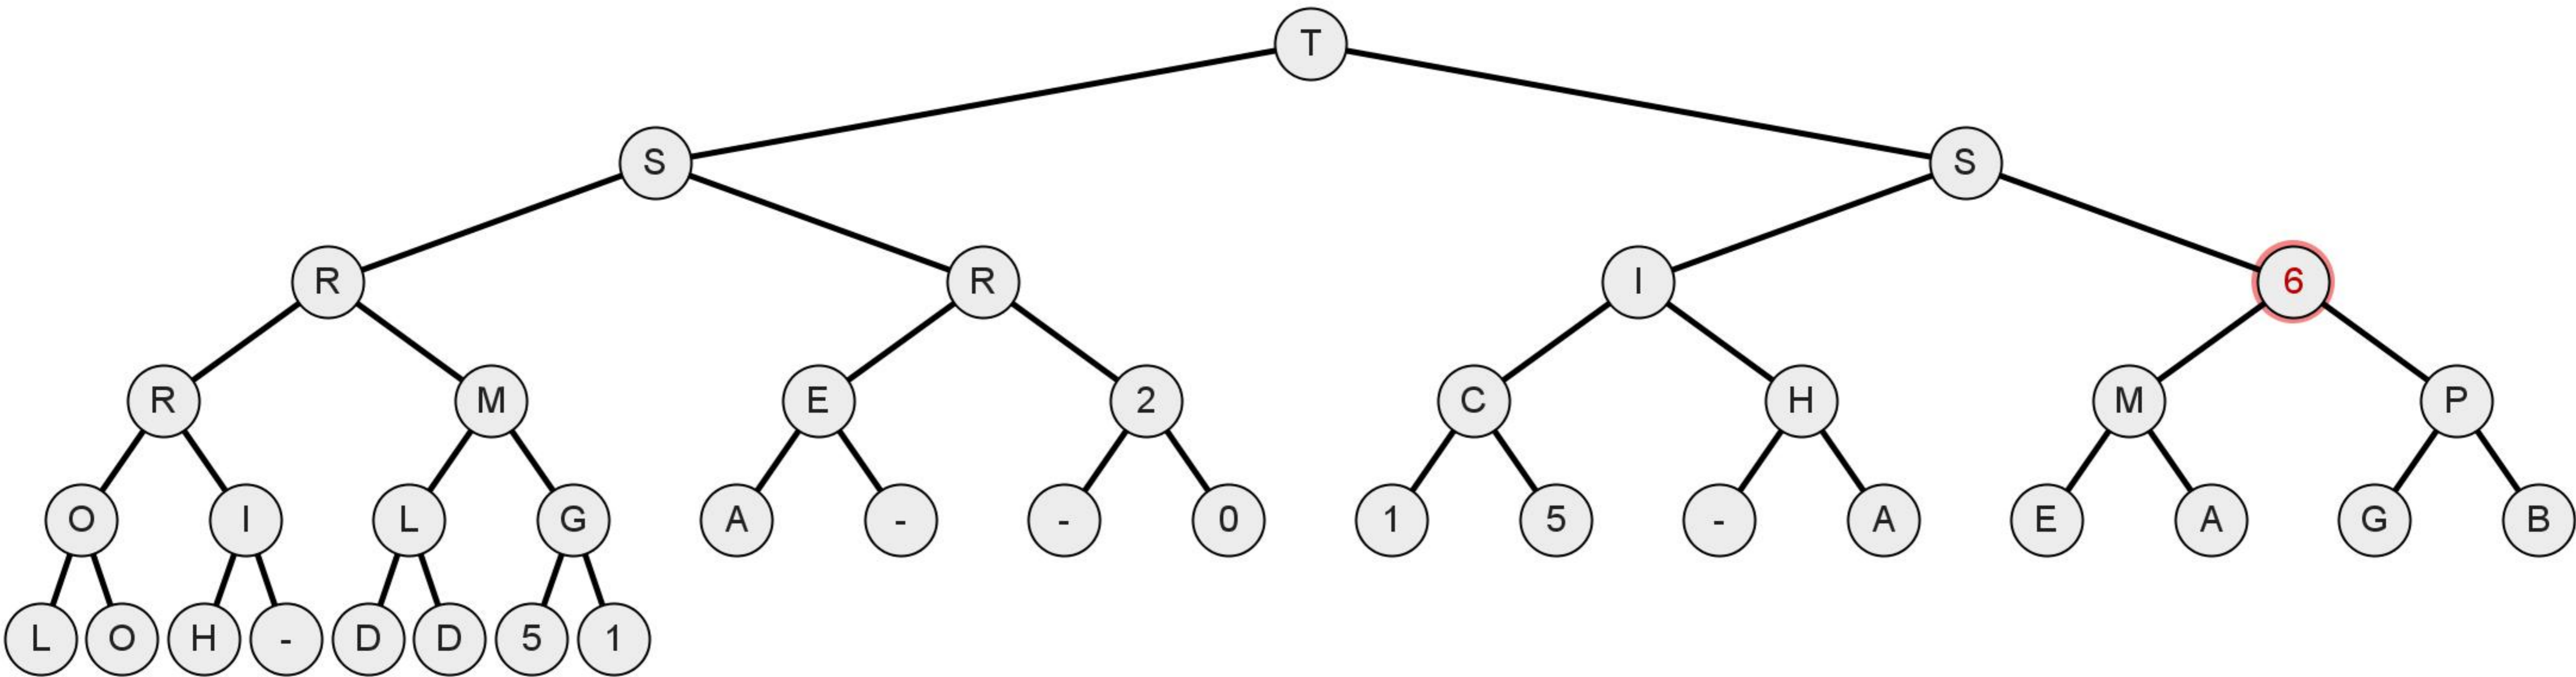 T
S S
R R I 6
R M E 2 C H M P
O I L G A - - 0 1 5 - A E A G B
L O H - D D 5 1